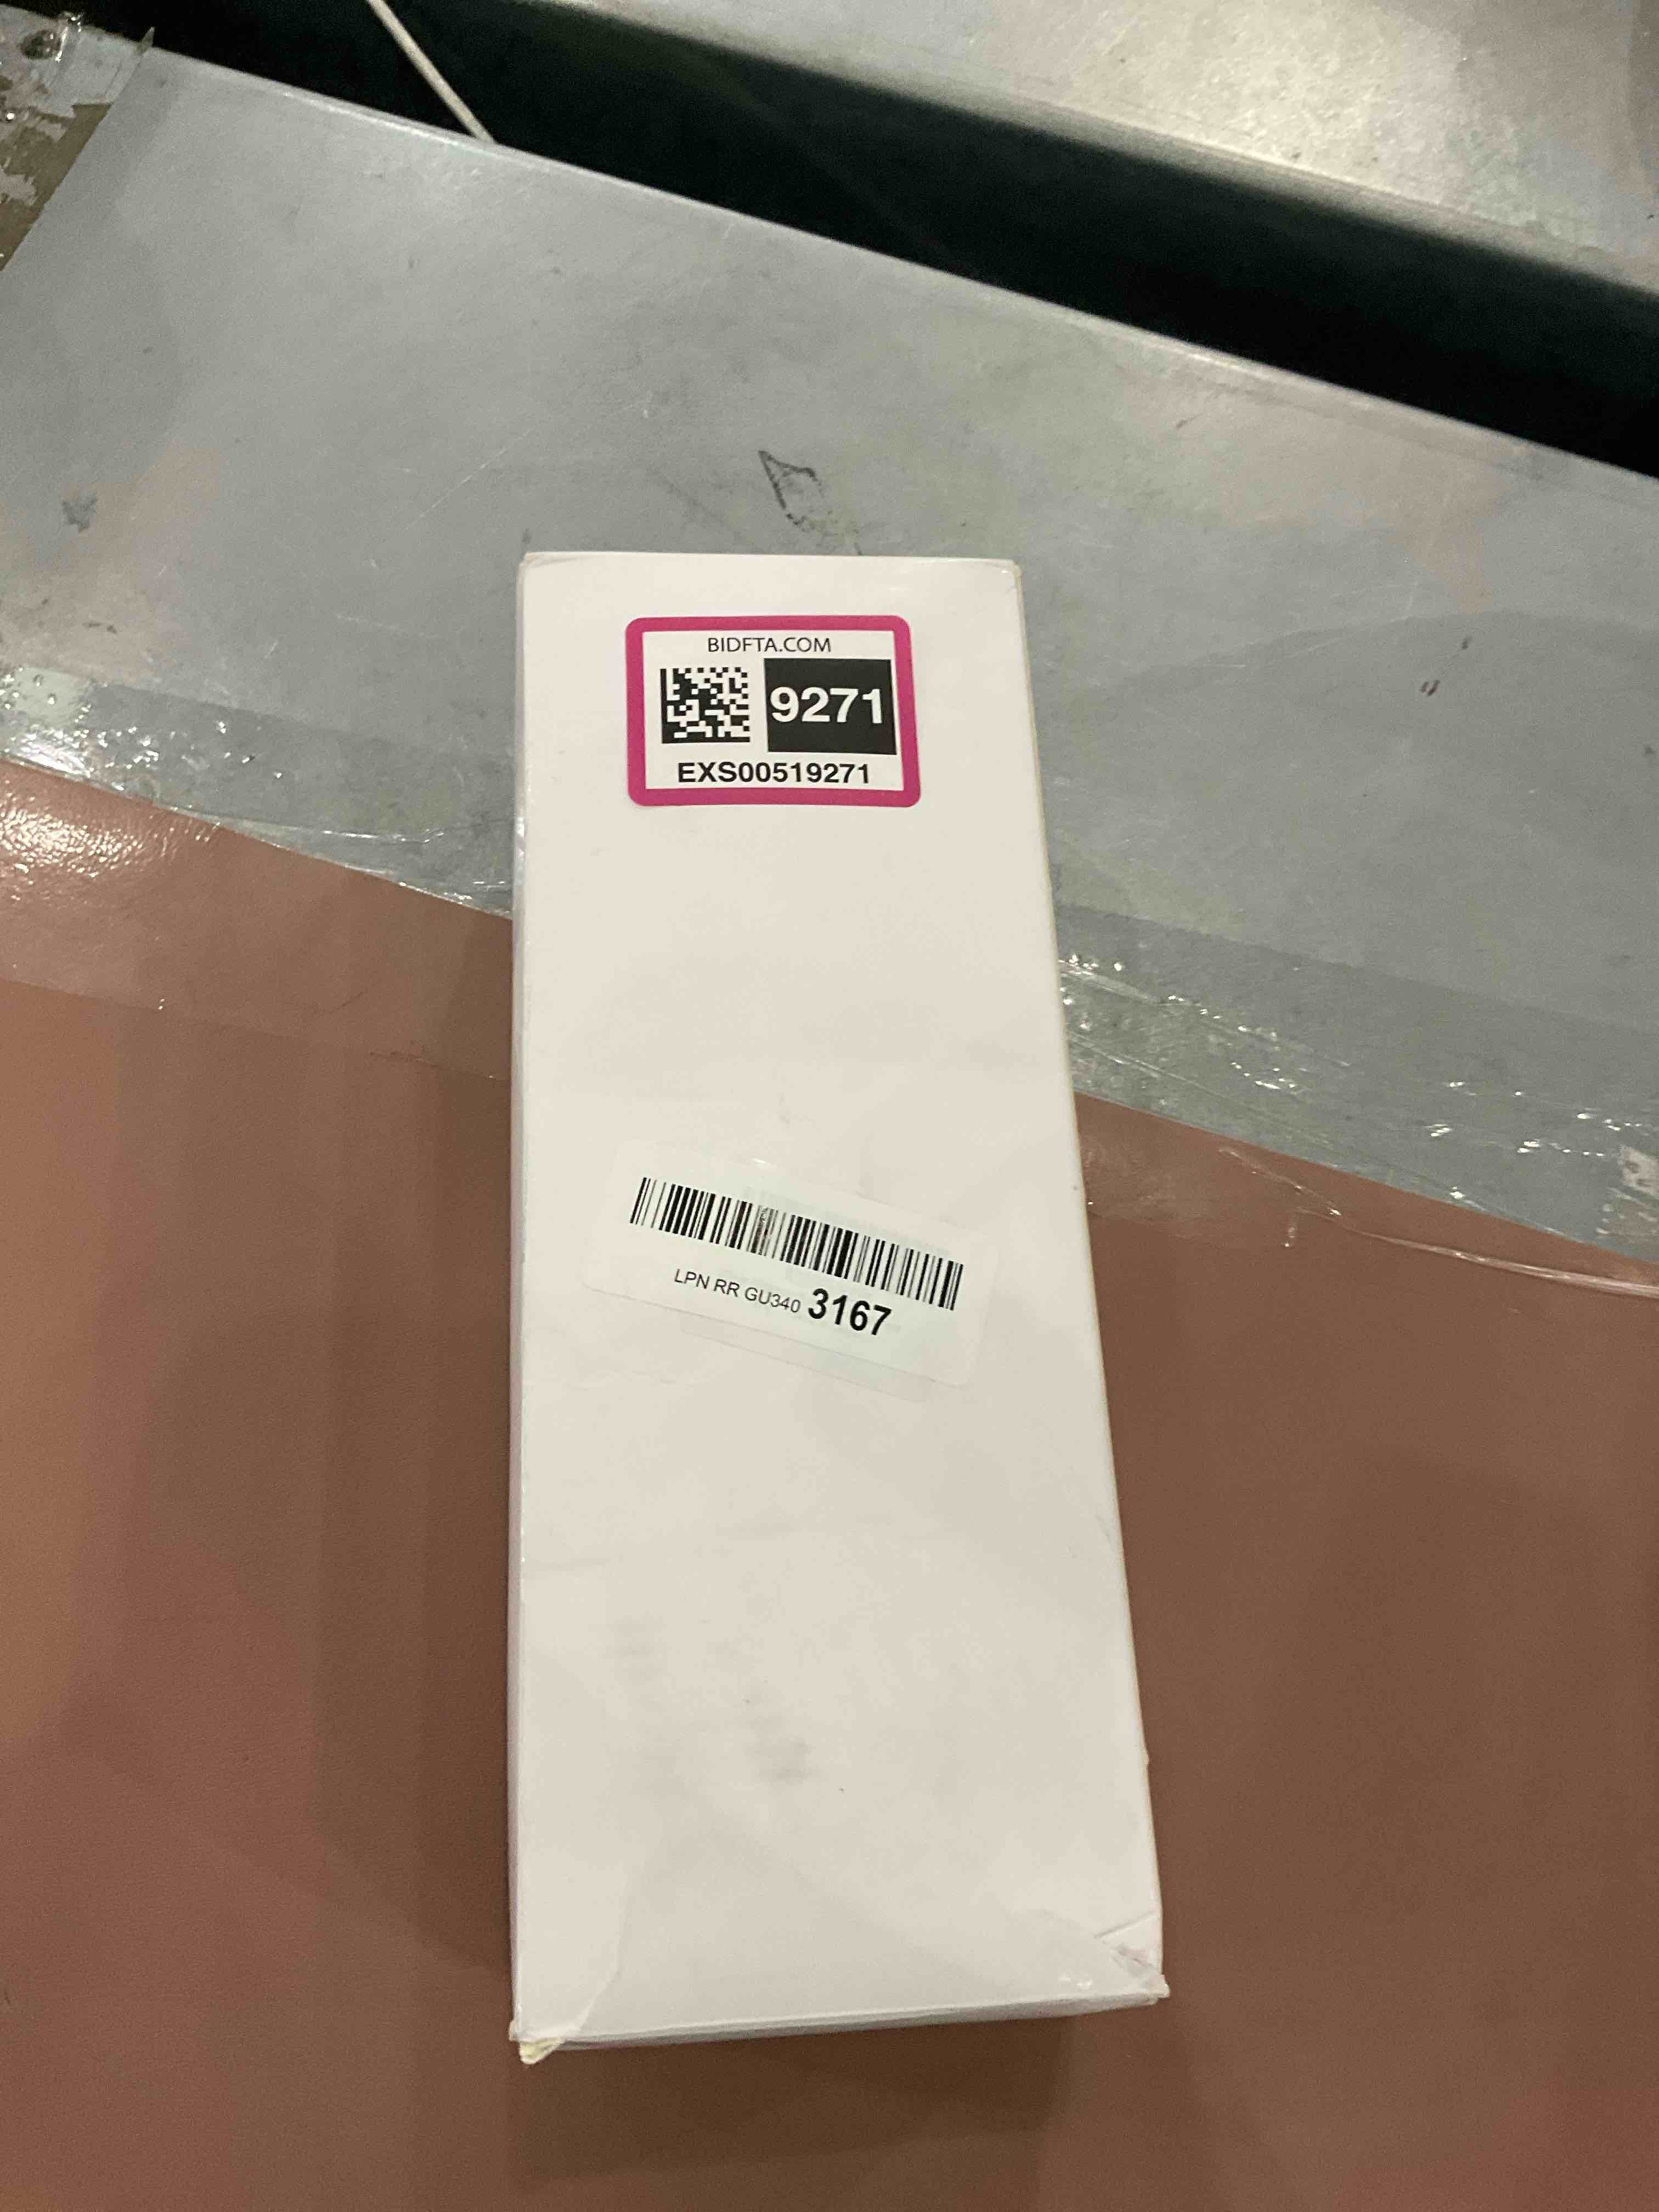 BIDFTA.COM
9271
EXS00519271
LPN RR GU340 3167